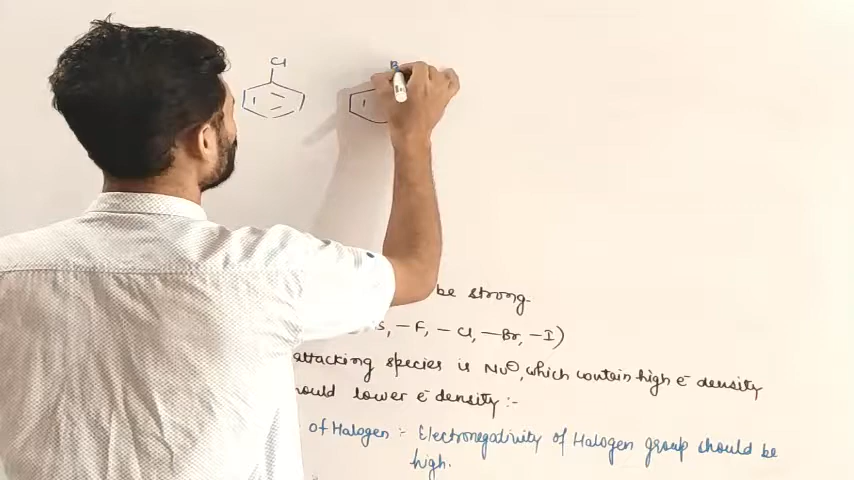 Cl
B
be strong.
—F, —Cl, —Br, —I)
attacking species is Nu⊖, which contain high e⁻ density
lower e⁻ density :-
of Halogen :- Electronegativity of Halogen group should be
high.